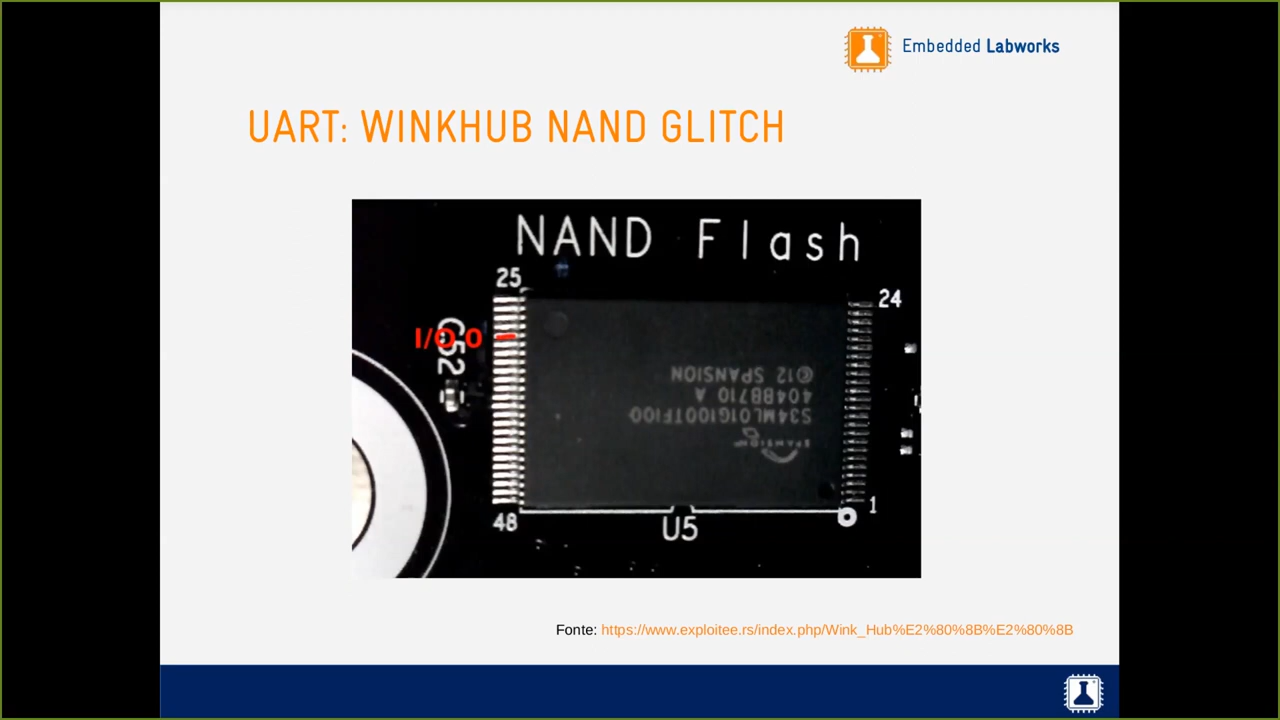 Embedded Labworks
UART: WINKHUB NAND GLITCH
NAND Flash
25
24
I/O 0
C52
©12 SPANSION
404BB710 A
S34ML01G100TFI00
SPANSION
48
1
U5
Fonte: https://www.exploitee.rs/index.php/Wink_Hub%E2%80%8B%E2%80%8B